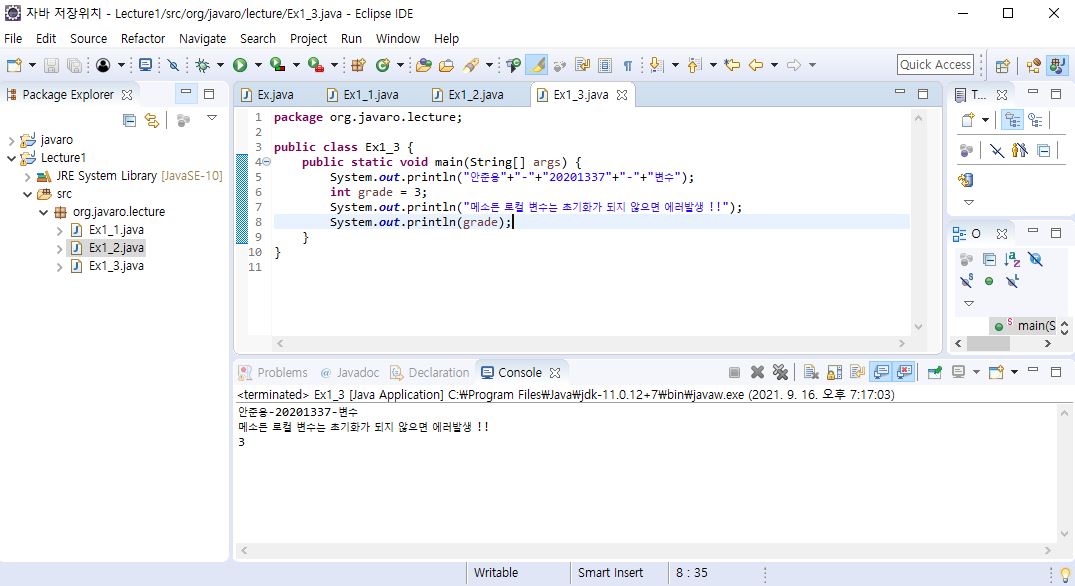 자바 저장위치 - Lecture1/src/org/javaro/lecture/Ex1_3.java - Eclipse IDE
File Edit Source Refactor Navigate Search Project Run Window Help
Quick Access
Package Explorer
javaro
Lecture1
JRE System Library [JavaSE-10]
src
org.javaro.lecture
Ex1_1.java
Ex1_2.java
Ex1_3.java
Ex.java Ex1_1.java Ex1_2.java Ex1_3.java
1 package org.javaro.lecture;
2
3 public class Ex1_3 {
4 public static void main(String[] args) {
5 System.out.println("안준용"+"-"+"20201337"+"-"+"변수");
6 int grade = 3;
7 System.out.println("메소든 로컬 변수는 초기화가 되지 않으면 에러발생 !!");
8 System.out.println(grade);
9 }
10 }
11
T...
O
main(S
Problems @ Javadoc Declaration Console
<terminated> Ex1_3 [Java Application] C:₩Program Files₩Java₩jdk-11.0.12+7₩bin₩javaw.exe (2021. 9. 16. 오후 7:17:03)
안준용-20201337-변수
메소든 로컬 변수는 초기화가 되지 않으면 에러발생 !!
3
Writable Smart Insert 8 : 35